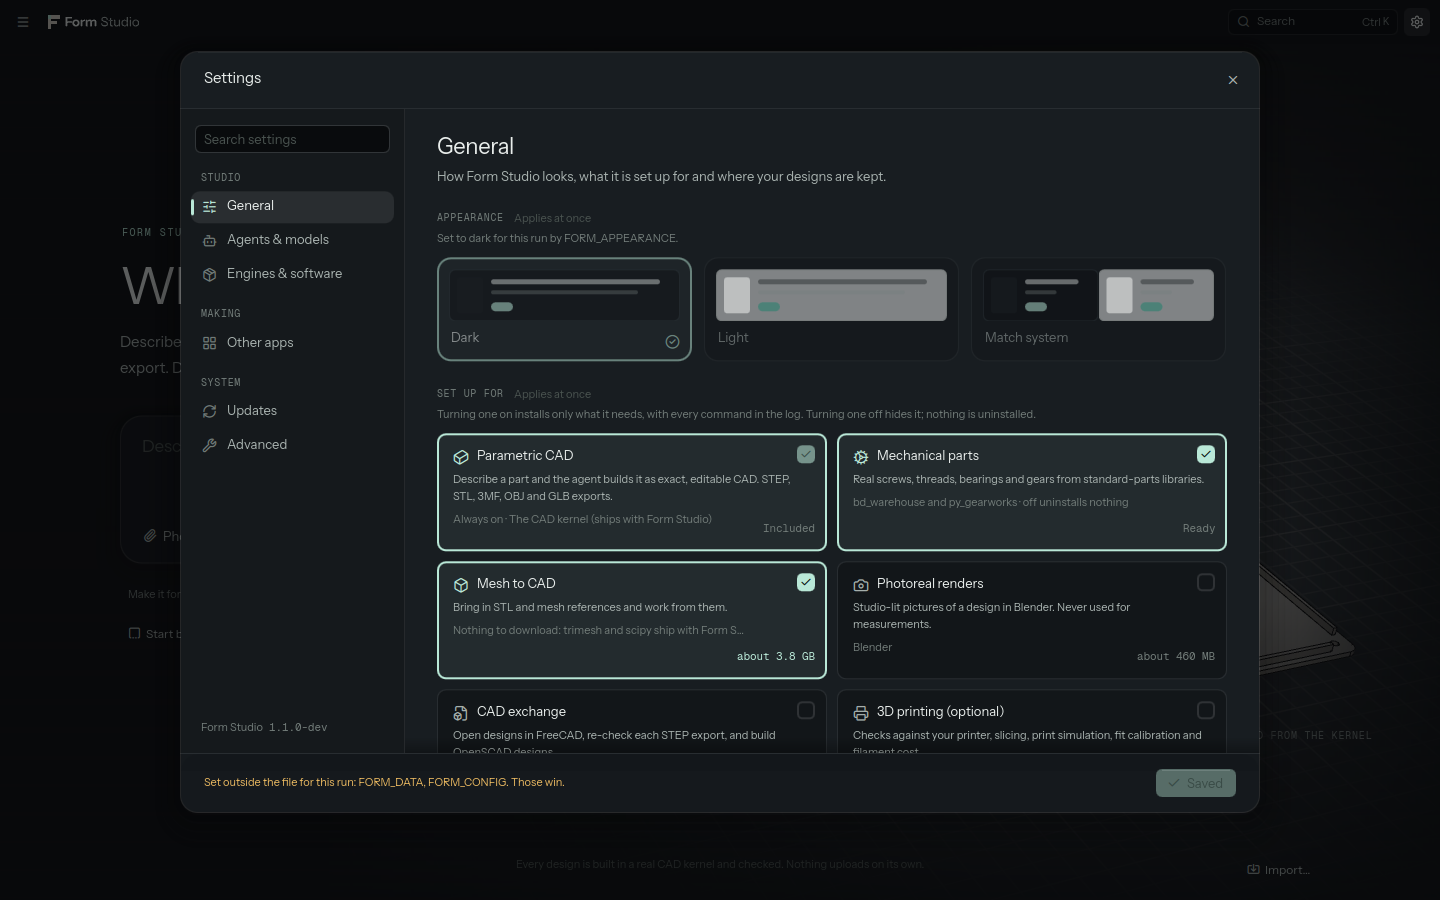 Form Studio
Search Ctrl K
Settings
Search settings
STUDIO
General
Agents & models
Engines & software
MAKING
Other apps
SYSTEM
Updates
Advanced
Form Studio 1.1.0-dev
General
How Form Studio looks, what it is set up for and where your designs are kept.
APPEARANCE Applies at once
Set to dark for this run by FORM_APPEARANCE.
Dark
Light
Match system
SET UP FOR Applies at once
Turning one on installs only what it needs, with every command in the log. Turning one off hides it; nothing is uninstalled.
Parametric CAD
Describe a part and the agent builds it as exact, editable CAD. STEP,
STL, 3MF, OBJ and GLB exports.
Always on · The CAD kernel (ships with Form Studio)
Included
Mechanical parts
Real screws, threads, bearings and gears from standard-parts libraries.
bd_warehouse and py_gearworks · off uninstalls nothing
Ready
Mesh to CAD
Bring in STL and mesh references and work from them.
Nothing to download: trimesh and scipy ship with Form S...
about 3.8 GB
Photoreal renders
Studio-lit pictures of a design in Blender. Never used for
measurements.
Blender
about 460 MB
CAD exchange
Open designs in FreeCAD, re-check each STEP export, and build
OpenSCAD designs
3D printing (optional)
Checks against your printer, slicing, print simulation, fit calibration and
filament cost
Set outside the file for this run: FORM_DATA, FORM_CONFIG. Those win.
Saved
FORM STU
Describe
export. D
Desc
Make it for
Start b
FROM THE KERNEL
Every design is built in a real CAD kernel and checked. Nothing uploads on its own.
Import...